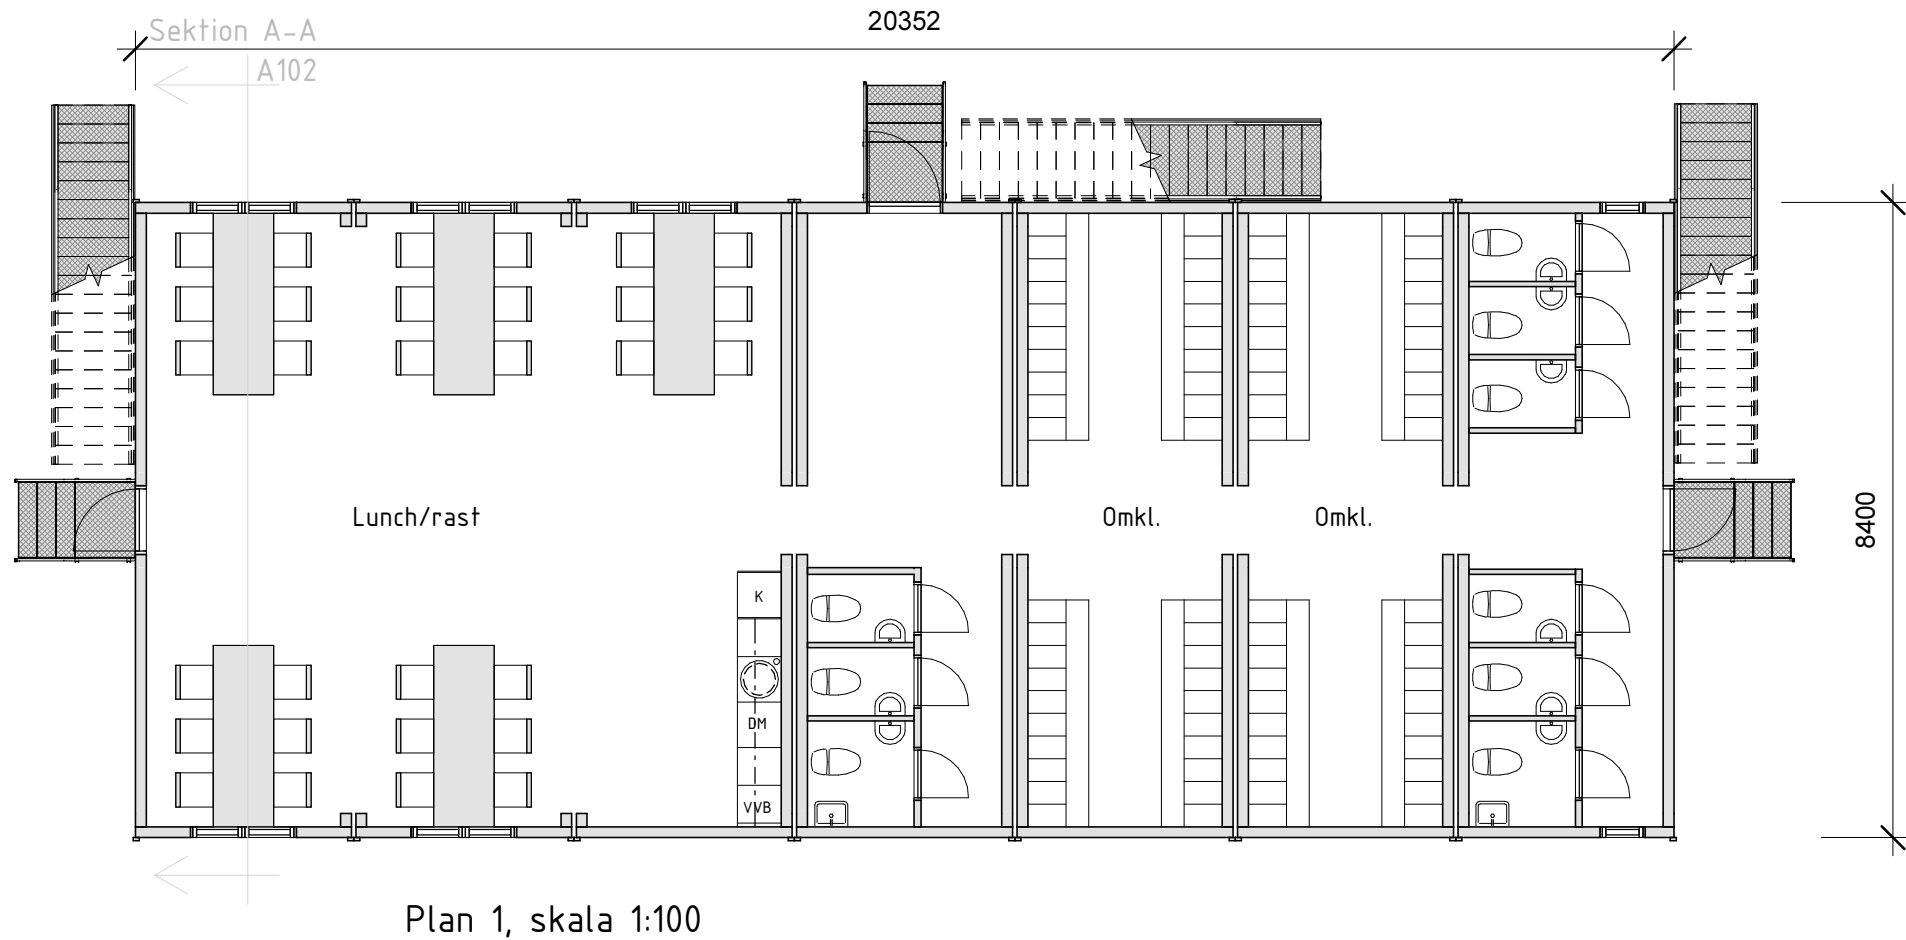 20352
Sektion A-A
A102
Lunch/rast
Omkl.
Omkl.
8400
K
DM
VVB
Plan 1, skala 1:100